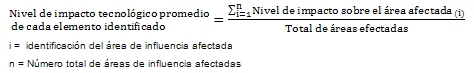 Nivel de impacto tecnológico promedio de cada elemento identificado = ∑ⁿᵢ₌₁ Nivel de impacto sobre el área afectada (i) / Total de áreas efectadas
i = identificación del área de influencia afectada
n = Número total de áreas de influencia afectadas